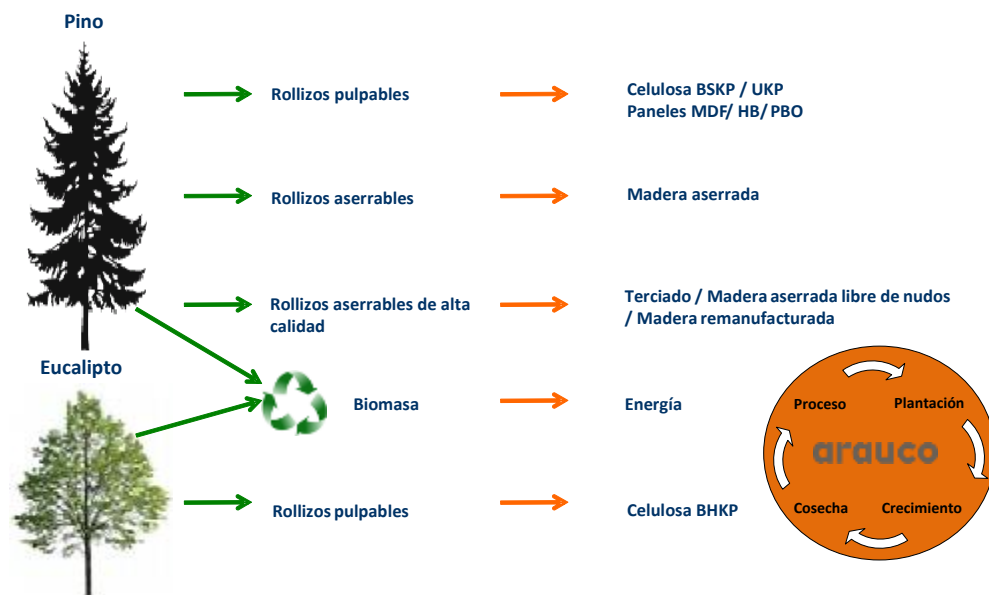 Pino
Rollizos pulpables
Celulosa BSKP / UKP
Paneles MDF/ HB/ PBO
Rollizos aserrables
Madera aserrada
Rollizos aserrables de alta
calidad
Terciado / Madera aserrada libre de nudos
/ Madera remanufacturada
Eucalipto
Biomasa
Energía
Rollizos pulpables
Celulosa BHKP
Proceso
Plantación
arauco
Cosecha
Crecimiento